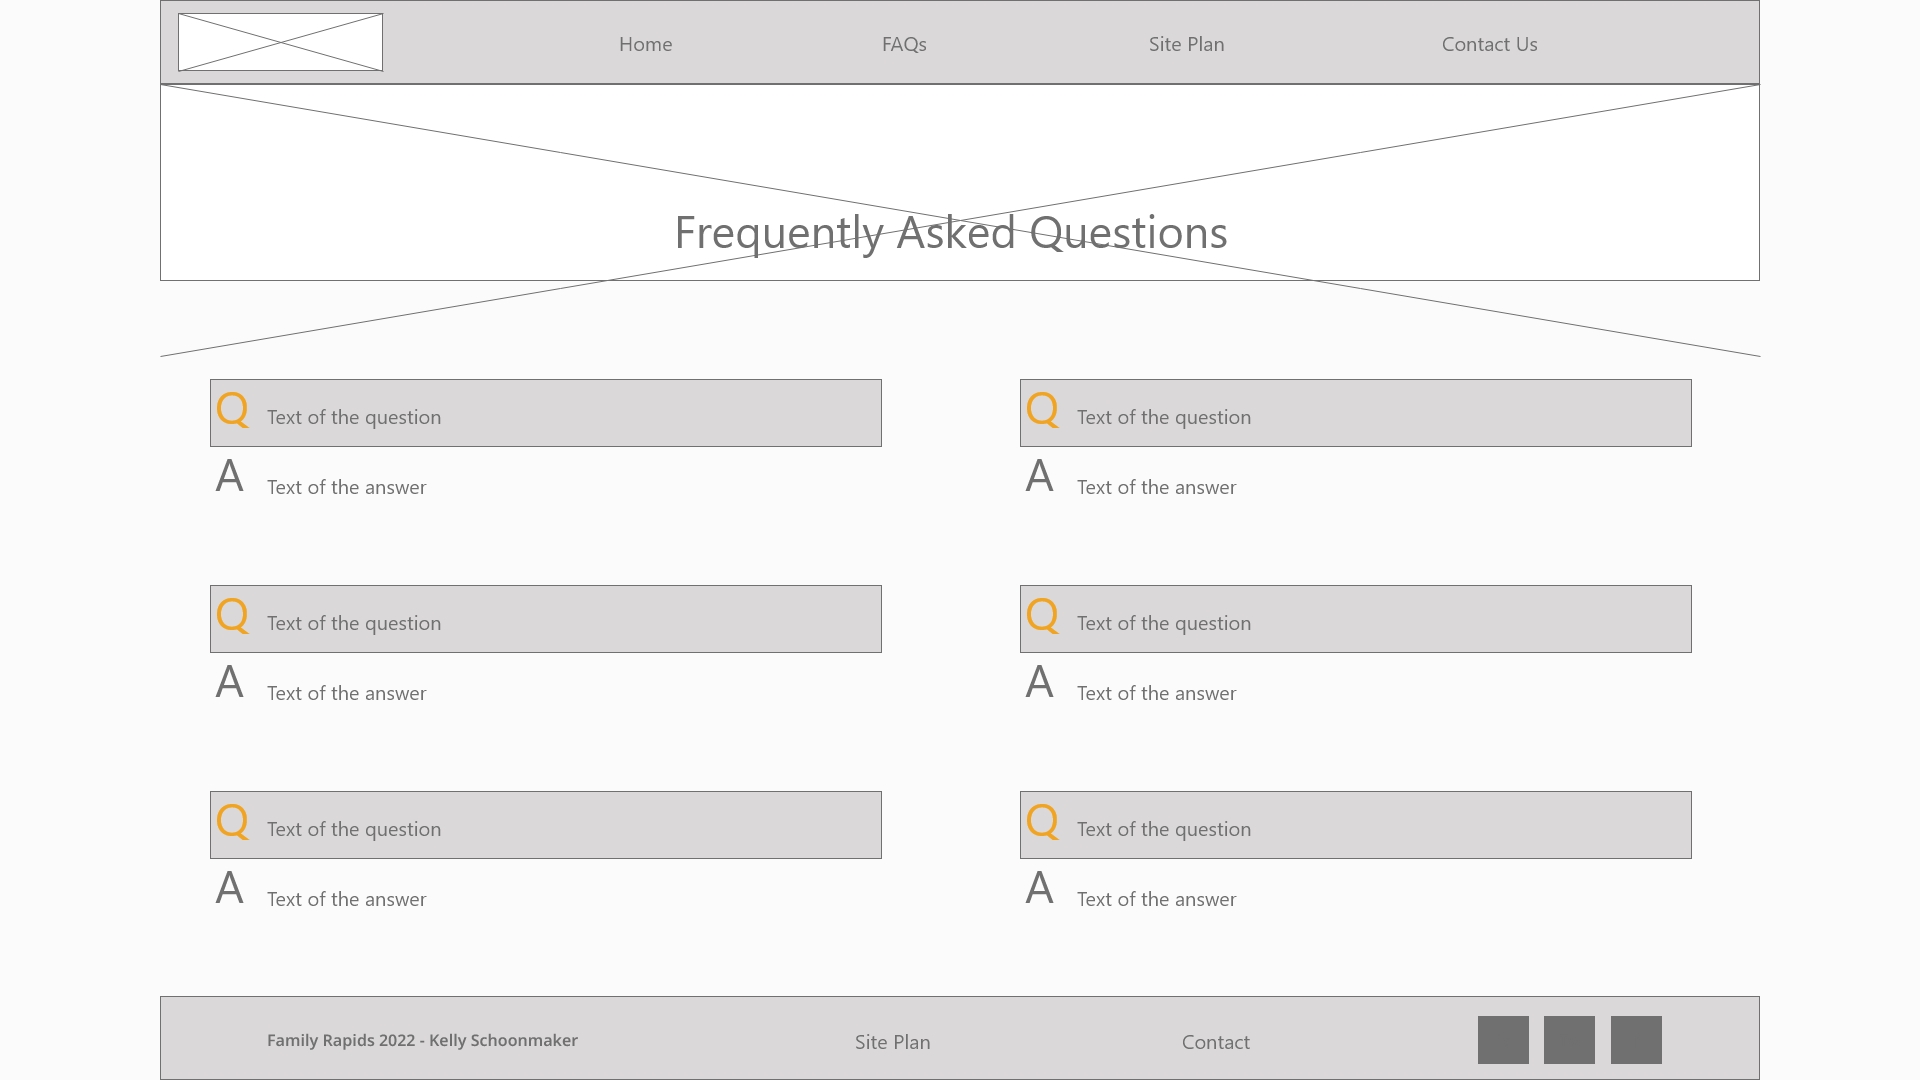 Home FAQs Site Plan Contact Us
Frequently Asked Questions
Q Text of the question
A Text of the answer
Q Text of the question
A Text of the answer
Q Text of the question
A Text of the answer
Q Text of the question
A Text of the answer
Q Text of the question
A Text of the answer
Q Text of the question
A Text of the answer
Family Rapids 2022 - Kelly Schoonmaker Site Plan Contact